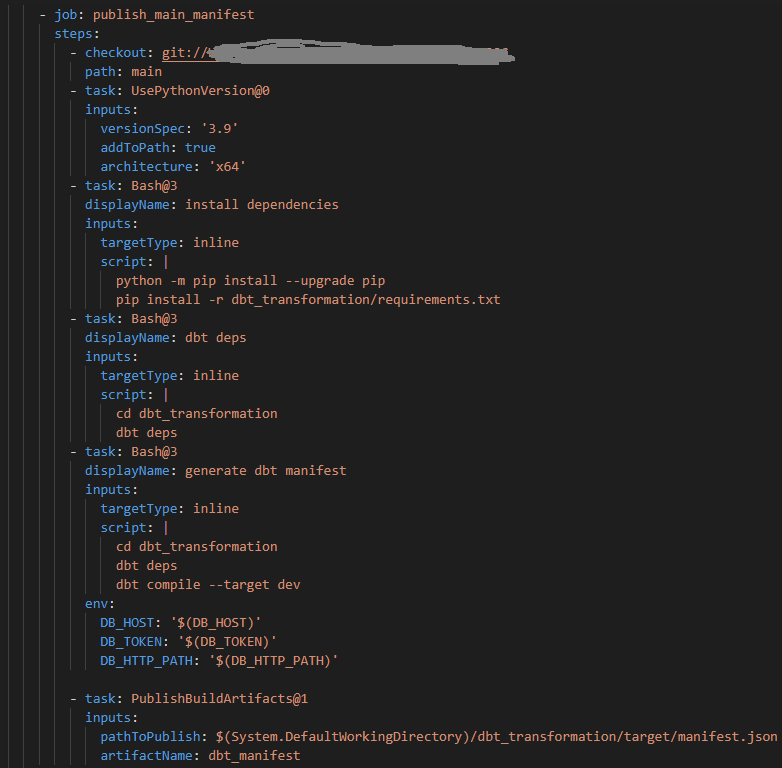 - job: publish_main_manifest
steps:
- checkout: git://
path: main
- task: UsePythonVersion@0
inputs:
versionSpec: '3.9'
addToPath: true
architecture: 'x64'
- task: Bash@3
displayName: install dependencies
inputs:
targetType: inline
script: |
python -m pip install --upgrade pip
pip install -r dbt_transformation/requirements.txt
- task: Bash@3
displayName: dbt deps
inputs:
targetType: inline
script: |
cd dbt_transformation
dbt deps
- task: Bash@3
displayName: generate dbt manifest
inputs:
targetType: inline
script: |
cd dbt_transformation
dbt deps
dbt compile --target dev
env:
DB_HOST: '$(DB_HOST)'
DB_TOKEN: '$(DB_TOKEN)'
DB_HTTP_PATH: '$(DB_HTTP_PATH)'
- task: PublishBuildArtifacts@1
inputs:
pathToPublish: $(System.DefaultWorkingDirectory)/dbt_transformation/target/manifest.json
artifactName: dbt_manifest